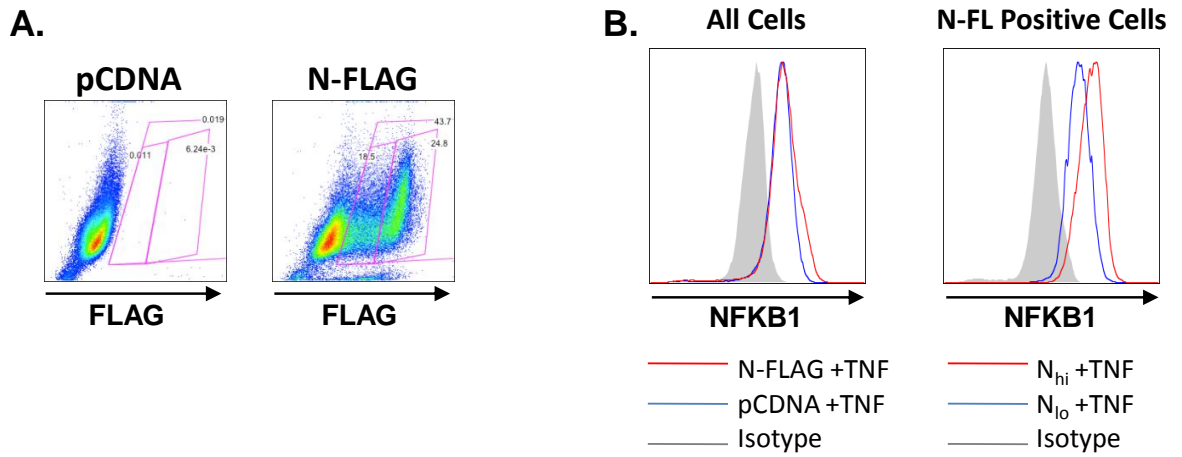 A.
pCDNA
0.019
0.011
6.24e-3
FLAG
N-FLAG
43.7
18.5
24.8
FLAG
B.
All Cells
NFKB1
N-FLAG +TNF
pCDNA +TNF
Isotype
N-FL Positive Cells
NFKB1
Nhi +TNF
Nlo +TNF
Isotype